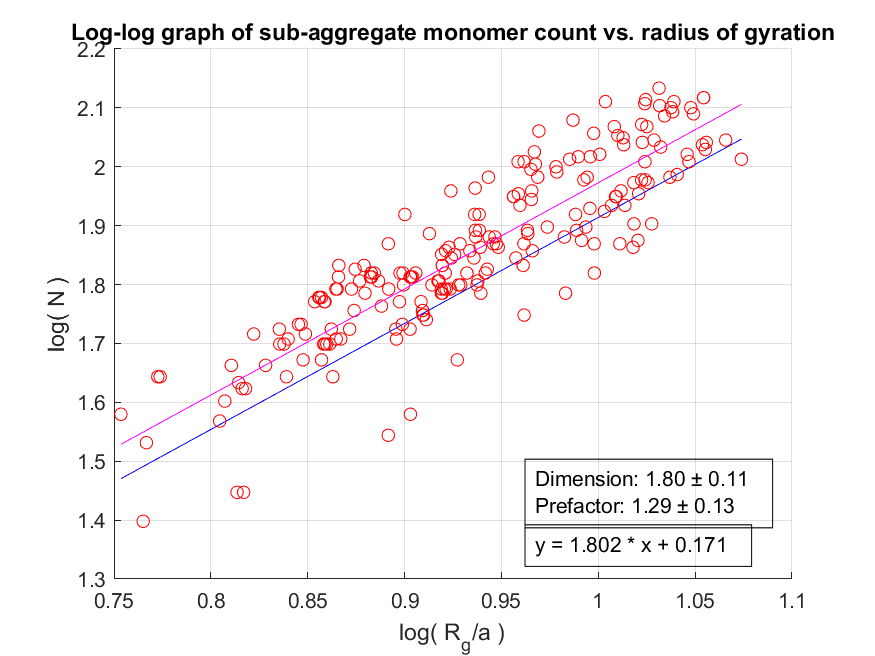 Log-log graph of sub-aggregate monomer count vs. radius of gyration
2.2
2.1
2
1.9
1.8
1.7
1.6
1.5
1.4
1.3
log( N )
Dimension: 1.80 ± 0.11
Prefactor: 1.29 ± 0.13
y = 1.802 * x + 0.171
0.75 0.8 0.85 0.9 0.95 1 1.05 1.1
log( Rg/a )